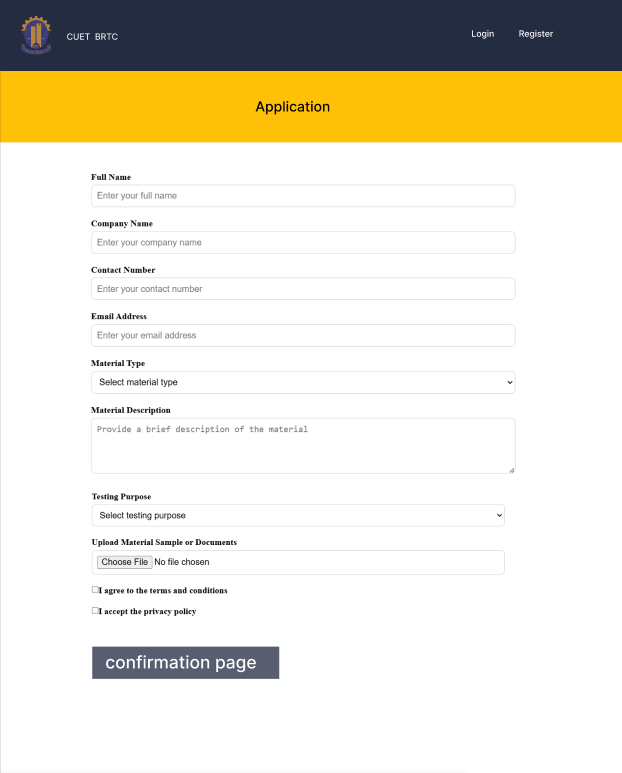 CUET BRTC
Login
Register
Application
Full Name
Enter your full name
Company Name
Enter your company name
Contact Number
Enter your contact number
Email Address
Enter your email address
Material Type
Select material type
Material Description
Provide a brief description of the material
Testing Purpose
Select testing purpose
Upload Material Sample or Documents
Choose File No file chosen
I agree to the terms and conditions
I accept the privacy policy
confirmation page